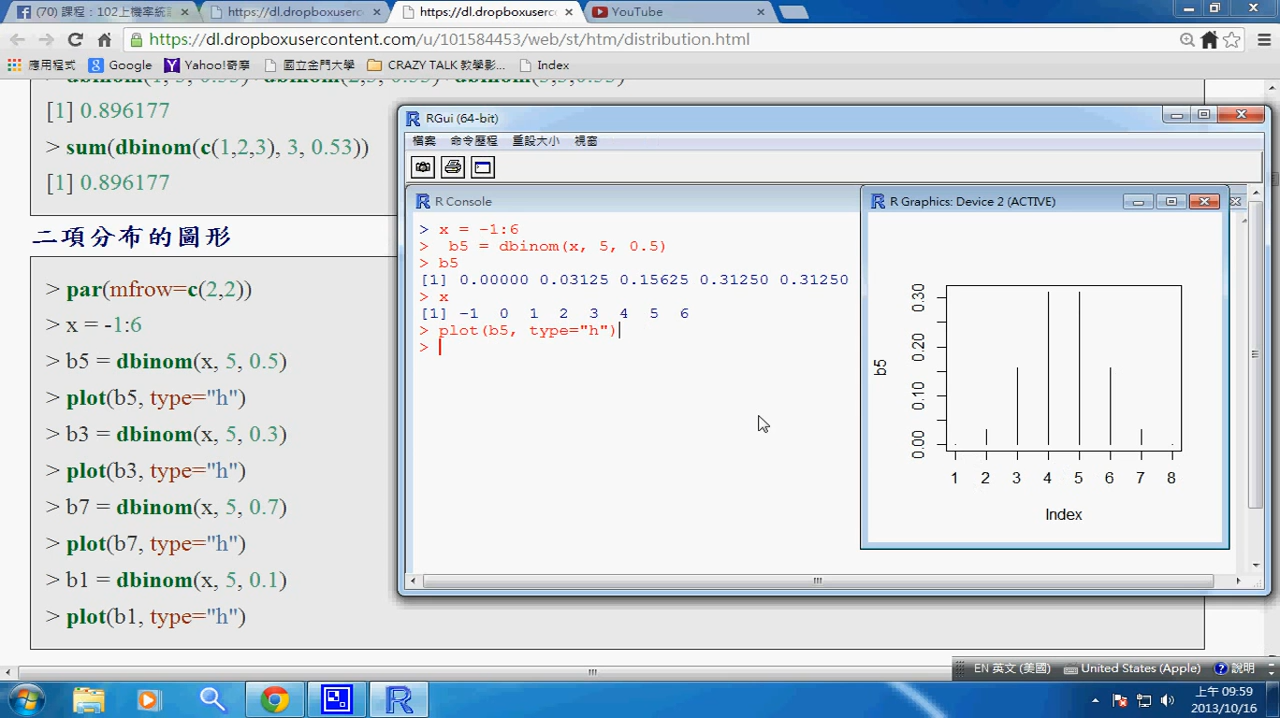 (70) 課程：102上機率統計
https://dl.dropboxuserco
https://dl.dropboxuserco
YouTube
https://dl.dropboxusercontent.com/u/101584453/web/st/htm/distribution.html
應用程式
Google
Yahoo!奇摩
國立金門大學
CRAZY TALK 教學影...
Index
[1] 0.896177
> sum(dbinom(c(1,2,3), 3, 0.53))
[1] 0.896177
二項分布的圖形
> par(mfrow=c(2,2))
> x = -1:6
> b5 = dbinom(x, 5, 0.5)
> plot(b5, type="h")
> b3 = dbinom(x, 5, 0.3)
> plot(b3, type="h")
> b7 = dbinom(x, 5, 0.7)
> plot(b7, type="h")
> b1 = dbinom(x, 5, 0.1)
> plot(b1, type="h")
RGui (64-bit)
檔案 命令歷程 重設大小 視窗
R Console
> x = -1:6
>  b5 = dbinom(x, 5, 0.5)
> b5
[1] 0.00000 0.03125 0.15625 0.31250 0.31250
> x
[1] -1 0 1 2 3 4 5 6
> plot(b5, type="h")
>
R Graphics: Device 2 (ACTIVE)
b5
0.30
0.20
0.10
0.00
1 2 3 4 5 6 7 8
Index
EN 英文 (美國)
United States (Apple)
說明
上午 09:59
2013/10/16